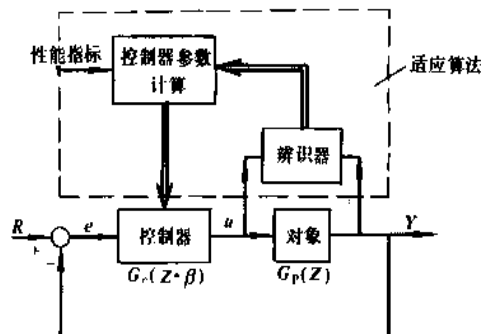 性能指标
控制器参数
计算
适应算法
辨识器
R
+
−
e
控制器
u
对象
Y
G_c(Z·β)
G_P(Z)